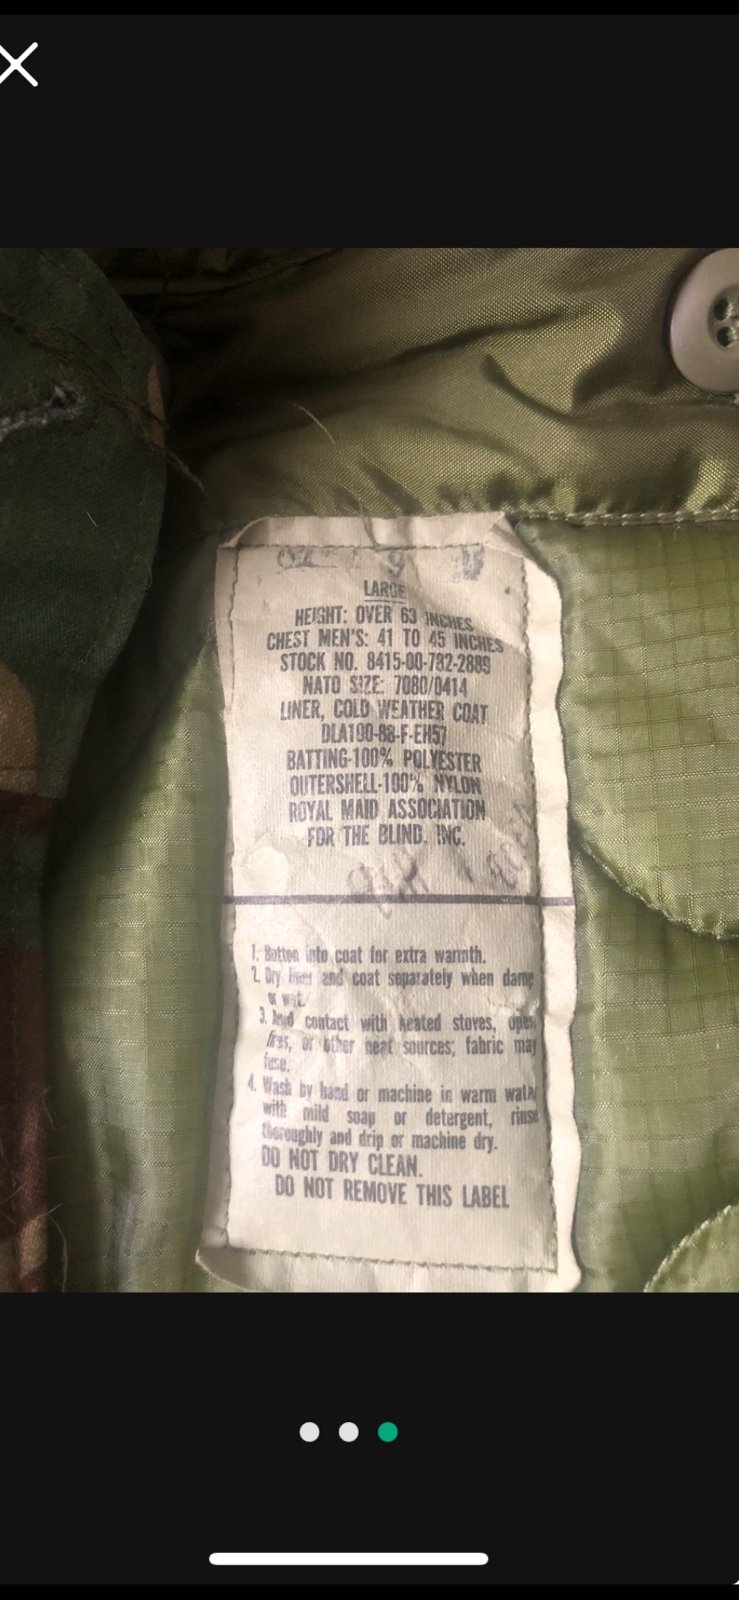 LARGE
HEIGHT: OVER 63 INCHES
CHEST MEN'S: 41 TO 45 INCHES
STOCK NO. 8415-00-782-2889
NATO SIZE: 7080/0414
LINER, COLD WEATHER COAT
DLA100-88-F-EH57
BATTING-100% POLYESTER
OUTERSHELL-100% NYLON
ROYAL MAID ASSOCIATION
FOR THE BLIND, INC.
1. Button into coat for extra warmth.
2. Dry liner and coat separately when damp
or wet.
3. Avoid contact with heated stoves, open
fires, or other heat sources; fabric may
fuse.
4. Wash by hand or machine in warm water
with mild soap or detergent, rinse
thoroughly and drip or machine dry.
DO NOT DRY CLEAN.
DO NOT REMOVE THIS LABEL